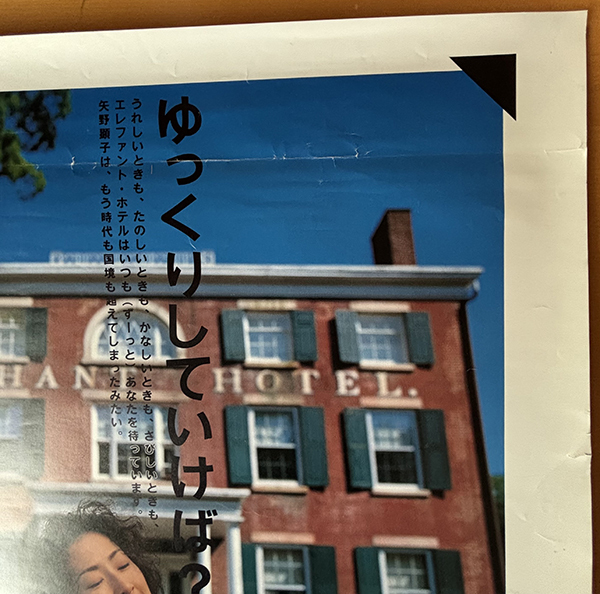 ゆっくりしていけば?
うれしいときも、たのしいときも、かなしいときも、さびしいときも、
エレファント・ホテルはいつも(ずーっと)あなたを待っています。
矢野顕子は、もう時代も国境も超えてしまったみたい。
HAN HOTEL.